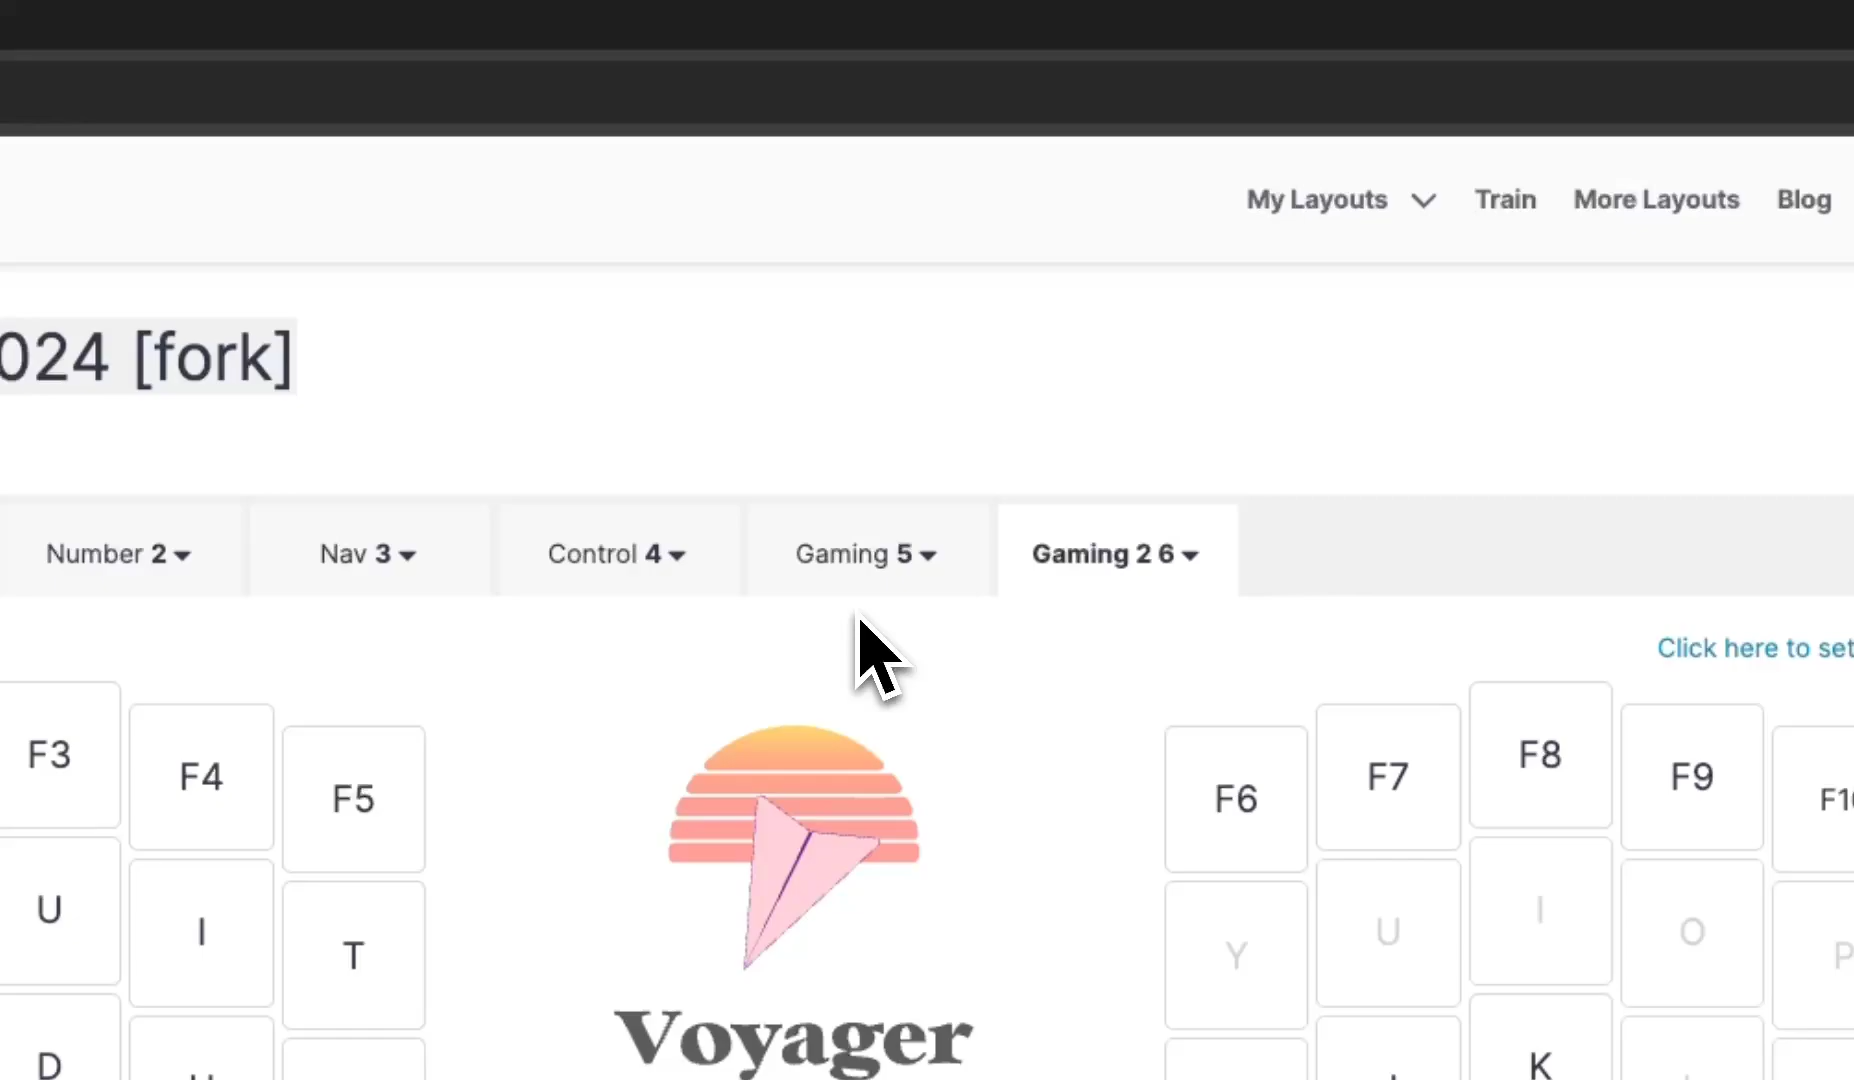 My Layouts Train More Layouts Blog
024 [fork]
Number 2 Nav 3 Control 4 Gaming 5 Gaming 2 6
Click here to set
F3 F4 F5 F6 F7 F8 F9
U I T Y U I O P
D K
Voyager